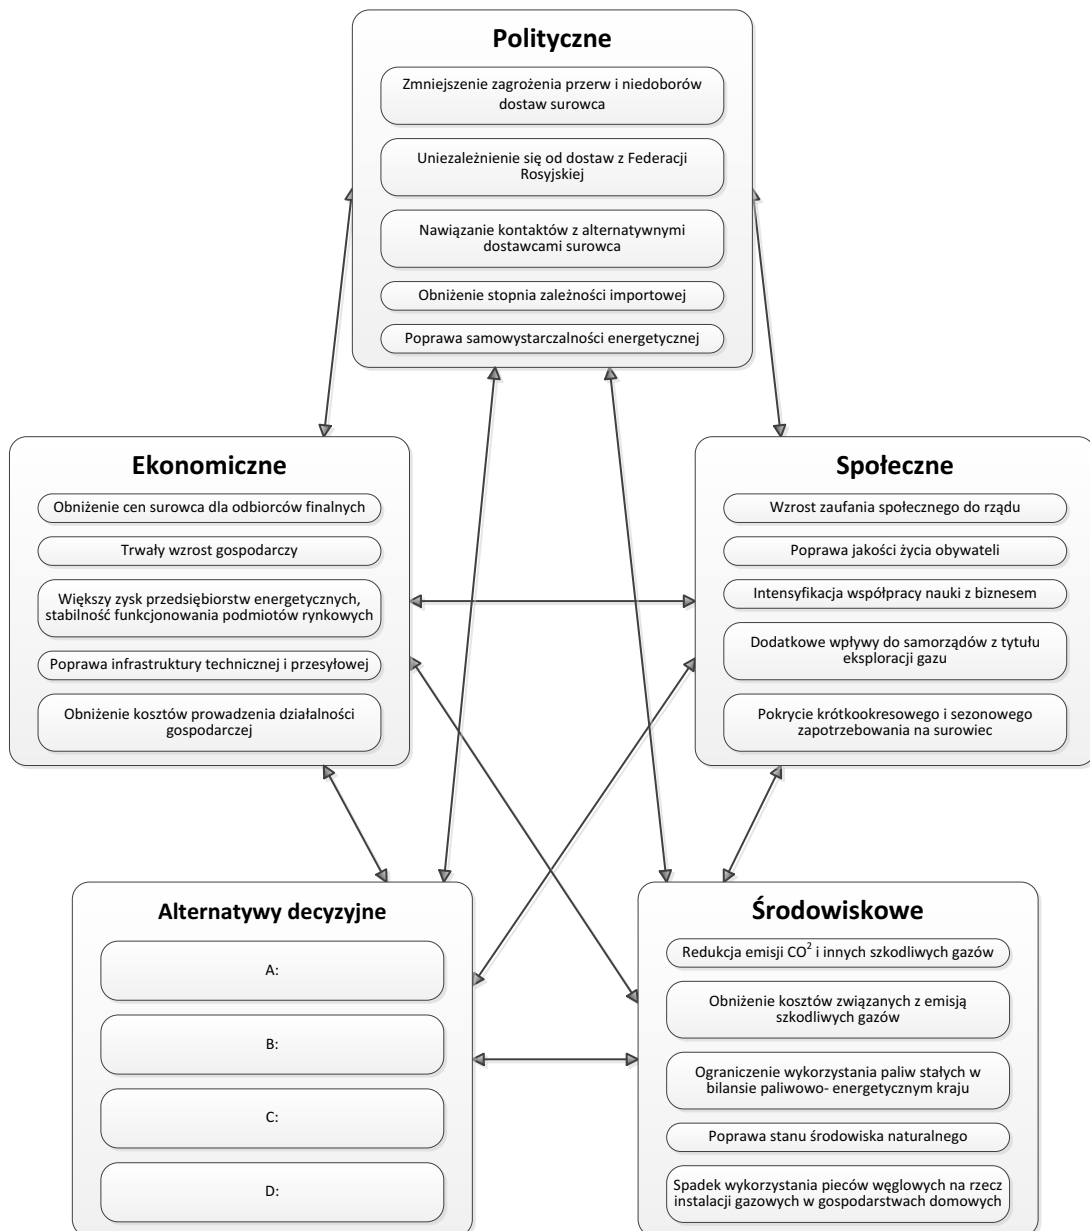 Polityczne
Zmniejszenie zagrożenia przerw i niedoborów
dostaw surowca
Uniezależnienie się od dostaw z Federacji
Rosyjskiej
Nawiązanie kontaktów z alternatywnymi
dostawcami surowca
Obniżenie stopnia zależności importowej
Poprawa samowystarczalności energetycznej
Ekonomiczne
Obniżenie cen surowca dla odbiorców finalnych
Trwały wzrost gospodarczy
Większy zysk przedsiębiorstw energetycznych,
stabilność funkcjonowania podmiotów rynkowych
Poprawa infrastruktury technicznej i przesyłowej
Obniżenie kosztów prowadzenia działalności
gospodarczej
Społeczne
Wzrost zaufania społecznego do rządu
Poprawa jakości życia obywateli
Intensyfikacja współpracy nauki z biznesem
Dodatkowe wpływy do samorządów z tytułu
eksploracji gazu
Pokrycie krótkookresowego i sezonowego
zapotrzebowania na surowiec
Alternatywy decyzyjne
A:
B:
C:
D:
Środowiskowe
Redukcja emisji CO² i innych szkodliwych gazów
Obniżenie kosztów związanych z emisją
szkodliwych gazów
Ograniczenie wykorzystania paliw stałych w
bilansie paliwowo- energetycznym kraju
Poprawa stanu środowiska naturalnego
Spadek wykorzystania pieców węglowych na rzecz
instalacji gazowych w gospodarstwach domowych